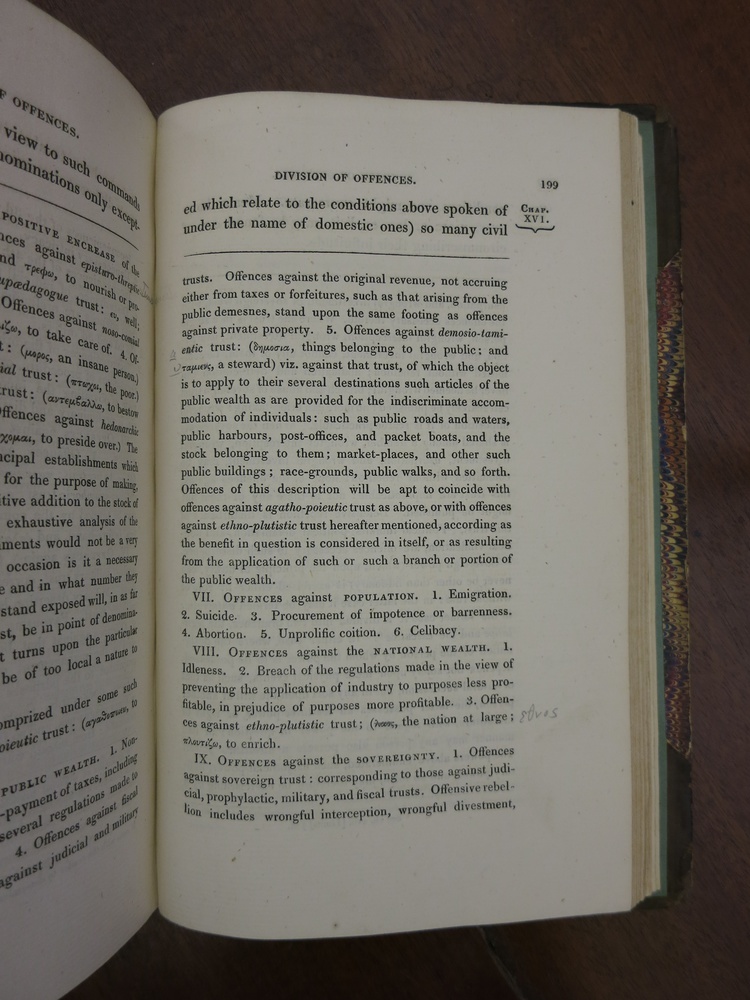 F OFFENCES.
view to such commands
nominations only except-
POSITIVE ENCREASE of the
nces against episturo-threptic
nd τρεφω, to nourish or pro-
upædagogue trust: ευ, well;
Offences against noso-comial
ιζω, to take care of. 4. Of-
t: (μορος, an insane person,)
ial trust: (πτωχοι, the poor.)
trust: (αντεμβαλλω, to bestow
ffences against hedonarchic
χομαι, to preside over.) The
ncipal establishments which
for the purpose of making,
itive addition to the stock of
exhaustive analysis of the
ments would not be a very
occasion is it a necessary
e and in what number they
stand exposed will, in as far
st, be in point of denomina-
t turns upon the particular
be of too local a nature to
omprized under some such
oieutic trust: (αγαθοποιεω, to
PUBLIC WEALTH. 1. Non-
-payment of taxes, including
several regulations made to
4. Offences against fiscal
against judicial and military
DIVISION OF OFFENCES.
199
ed which relate to the conditions above spoken of
under the name of domestic ones) so many civil
CHAP.
XVI.
trusts. Offences against the original revenue, not accruing
either from taxes or forfeitures, such as that arising from the
public demesnes, stand upon the same footing as offences
against private property. 5. Offences against demosio-tami-
entic trust: (δημοσια, things belonging to the public; and
ταμιευς, a steward) viz. against that trust, of which the object
is to apply to their several destinations such articles of the
public wealth as are provided for the indiscriminate accom-
modation of individuals: such as public roads and waters,
public harbours, post-offices, and packet boats, and the
stock belonging to them; market-places, and other such
public buildings; race-grounds, public walks, and so forth.
Offences of this description will be apt to coincide with
offences against agatho-poieutic trust as above, or with offences
against ethno-plutistic trust hereafter mentioned, according as
the benefit in question is considered in itself, or as resulting
from the application of such or such a branch or portion of
the public wealth.
VII. OFFENCES against POPULATION. 1. Emigration.
2. Suicide. 3. Procurement of impotence or barrenness.
4. Abortion. 5. Unprolific coition. 6. Celibacy.
VIII. OFFENCES against the NATIONAL WEALTH. 1.
Idleness. 2. Breach of the regulations made in the view of
preventing the application of industry to purposes less pro-
fitable, in prejudice of purposes more profitable. 3. Offen-
ces against ethno-plutistic trust; the nation at large;
εθνος
πλουτιζω, to enrich.
IX. OFFENCES against the SOVEREIGNTY. 1. Offences
against sovereign trust: corresponding to those against judi-
cial, prophylactic, military, and fiscal trusts. Offensive rebel-
lion includes wrongful interception, wrongful divestment,